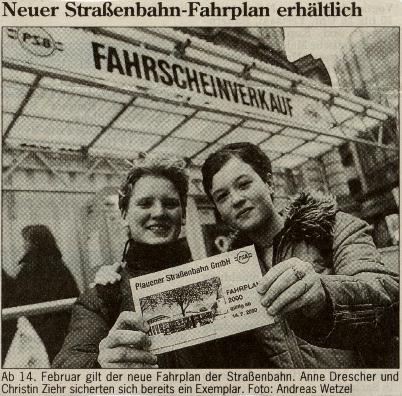 Neuer Straßenbahn-Fahrplan erhältlich
PSB
FAHRSCHEINVERKAUF
PSB
Plauener Straßenbahn GmbH
PSB
FAHRPLAN
2000
gültig ab
14. 2. 2000
Ab 14. Februar gilt der neue Fahrplan der Straßenbahn. Anne Drescher und
Christin Ziehr sicherten sich bereits ein Exemplar. Foto: Andreas Wetzel